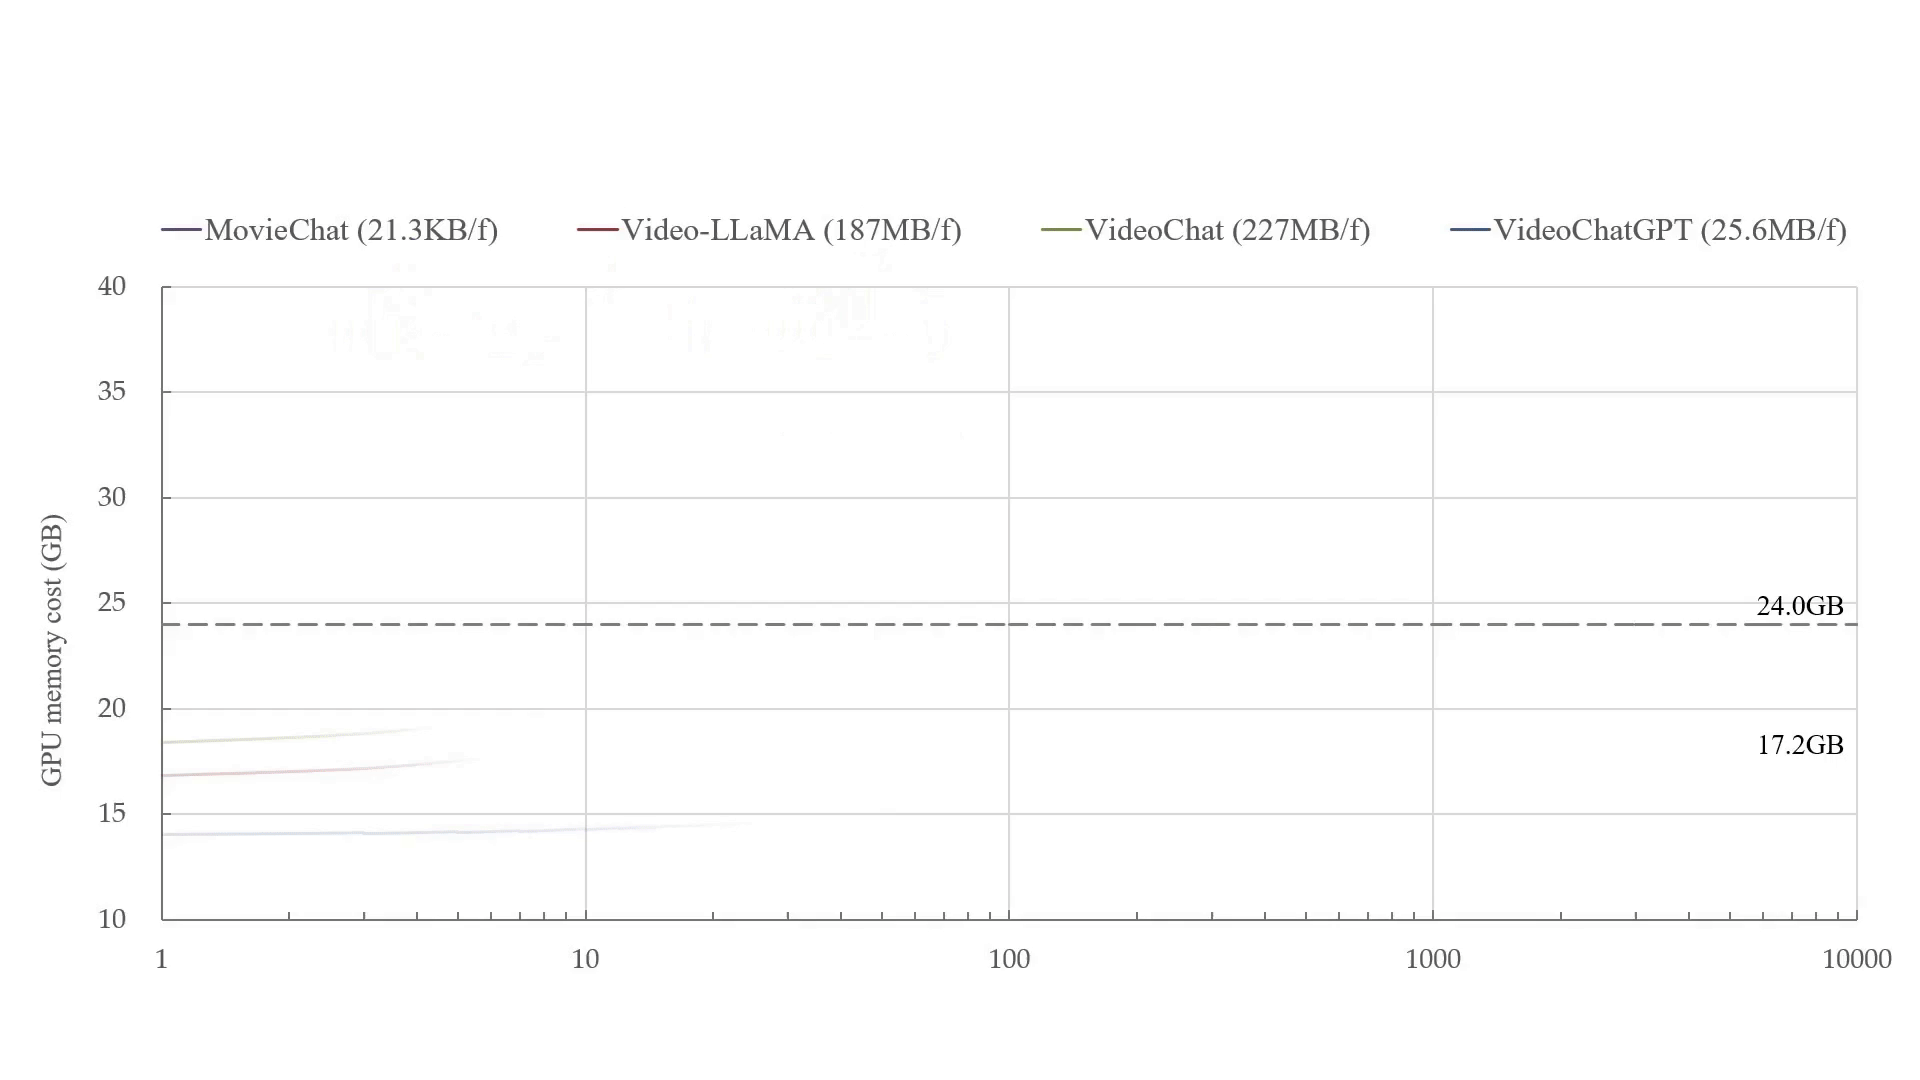 MovieChat (21.3KB/f) Video-LLaMA (187MB/f) VideoChat (227MB/f) VideoChatGPT (25.6MB/f)
40
35
30
25
24.0GB
20
17.2GB
15
10
GPU memory cost (GB)
1 10 100 1000 10000